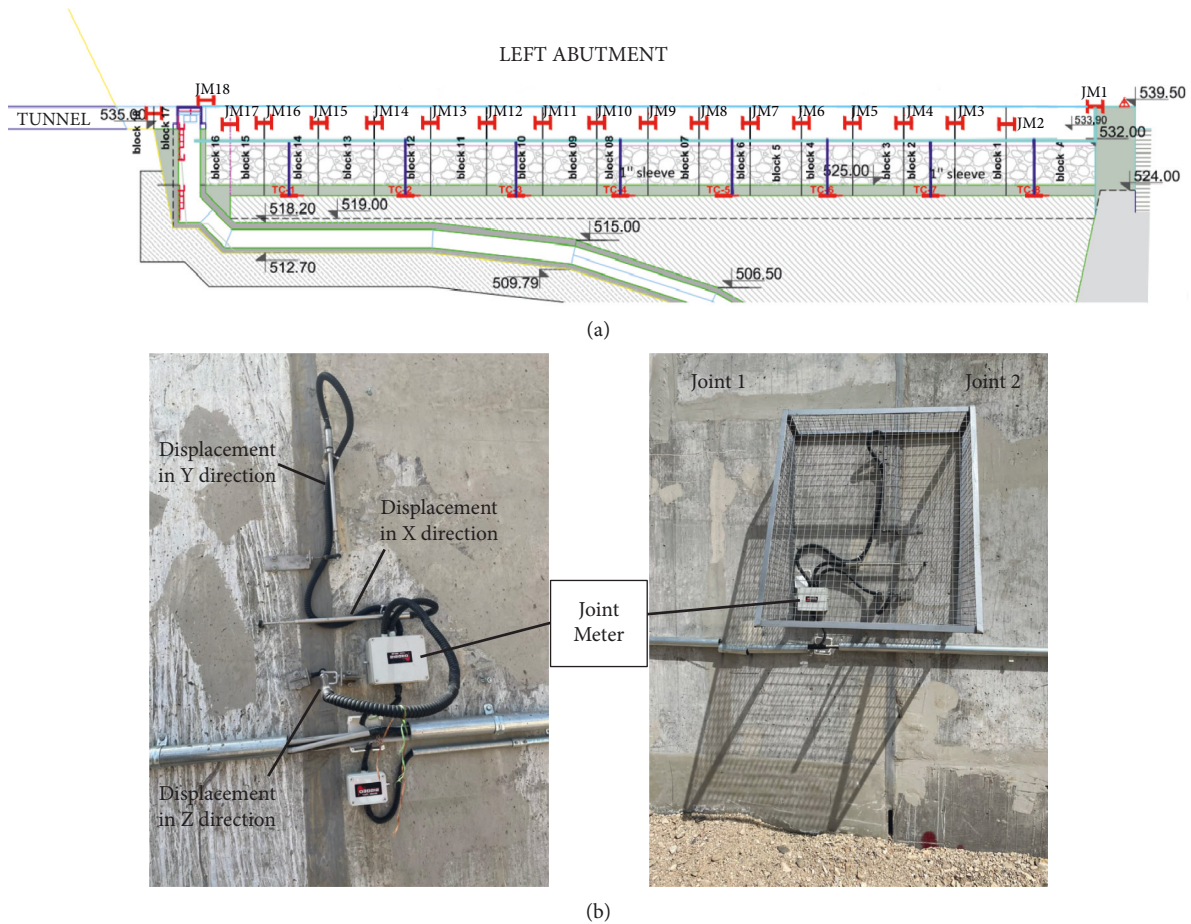 LEFT ABUTMENT
JM18
JM17
JM16
JM15
JM14
JM13
JM12
JM11
JM10
JM9
JM8
JM7
JM6
JM5
JM4
JM3
JM2
JM1
539.50
TUNNEL
535.00
533,90
532.00
block 17
block 16
block 15
block 14
block 13
block 12
block 11
block 10
block 09
block 08
block 07
block 6
block 5
block 4
block 3
block 2
block 1
block A
1" sleeve
525.00
1" sleeve
524.00
TC-1
TC-2
TC-3
TC-4
TC-5
TC-6
TC-7
TC-8
518.20
519.00
515.00
512.70
509.79
506.50
(a)
Displacement
in Y direction
Displacement
in X direction
Displacement
in Z direction
Joint
Meter
Joint 1
Joint 2
(b)